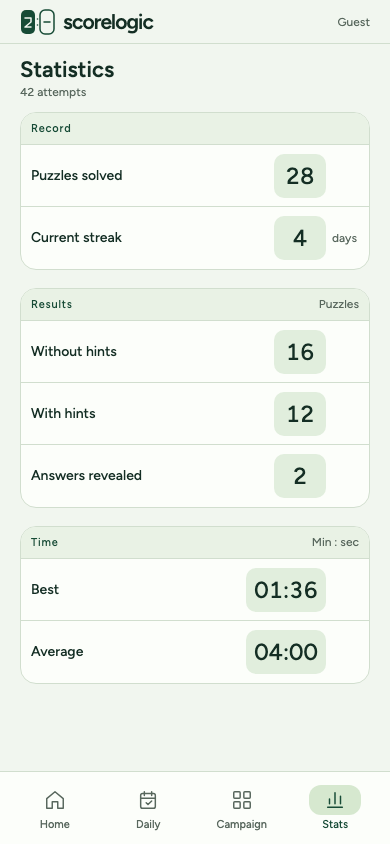 2:- scorelogic
Guest
Statistics
42 attempts
Record
Puzzles solved 28
Current streak 4 days
Results Puzzles
Without hints 16
With hints 12
Answers revealed 2
Time Min : sec
Best 01:36
Average 04:00
Home Daily Campaign Stats